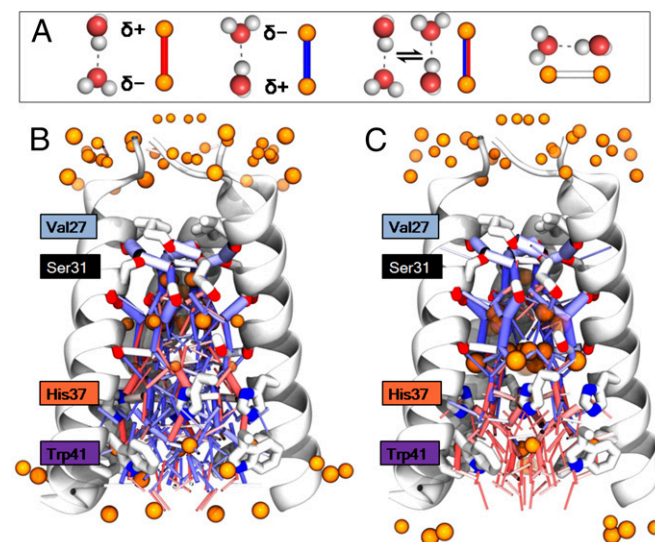 A
δ+
δ−
δ−
δ+
B
C
Val27
Ser31
His37
Trp41
Val27
Ser31
His37
Trp41